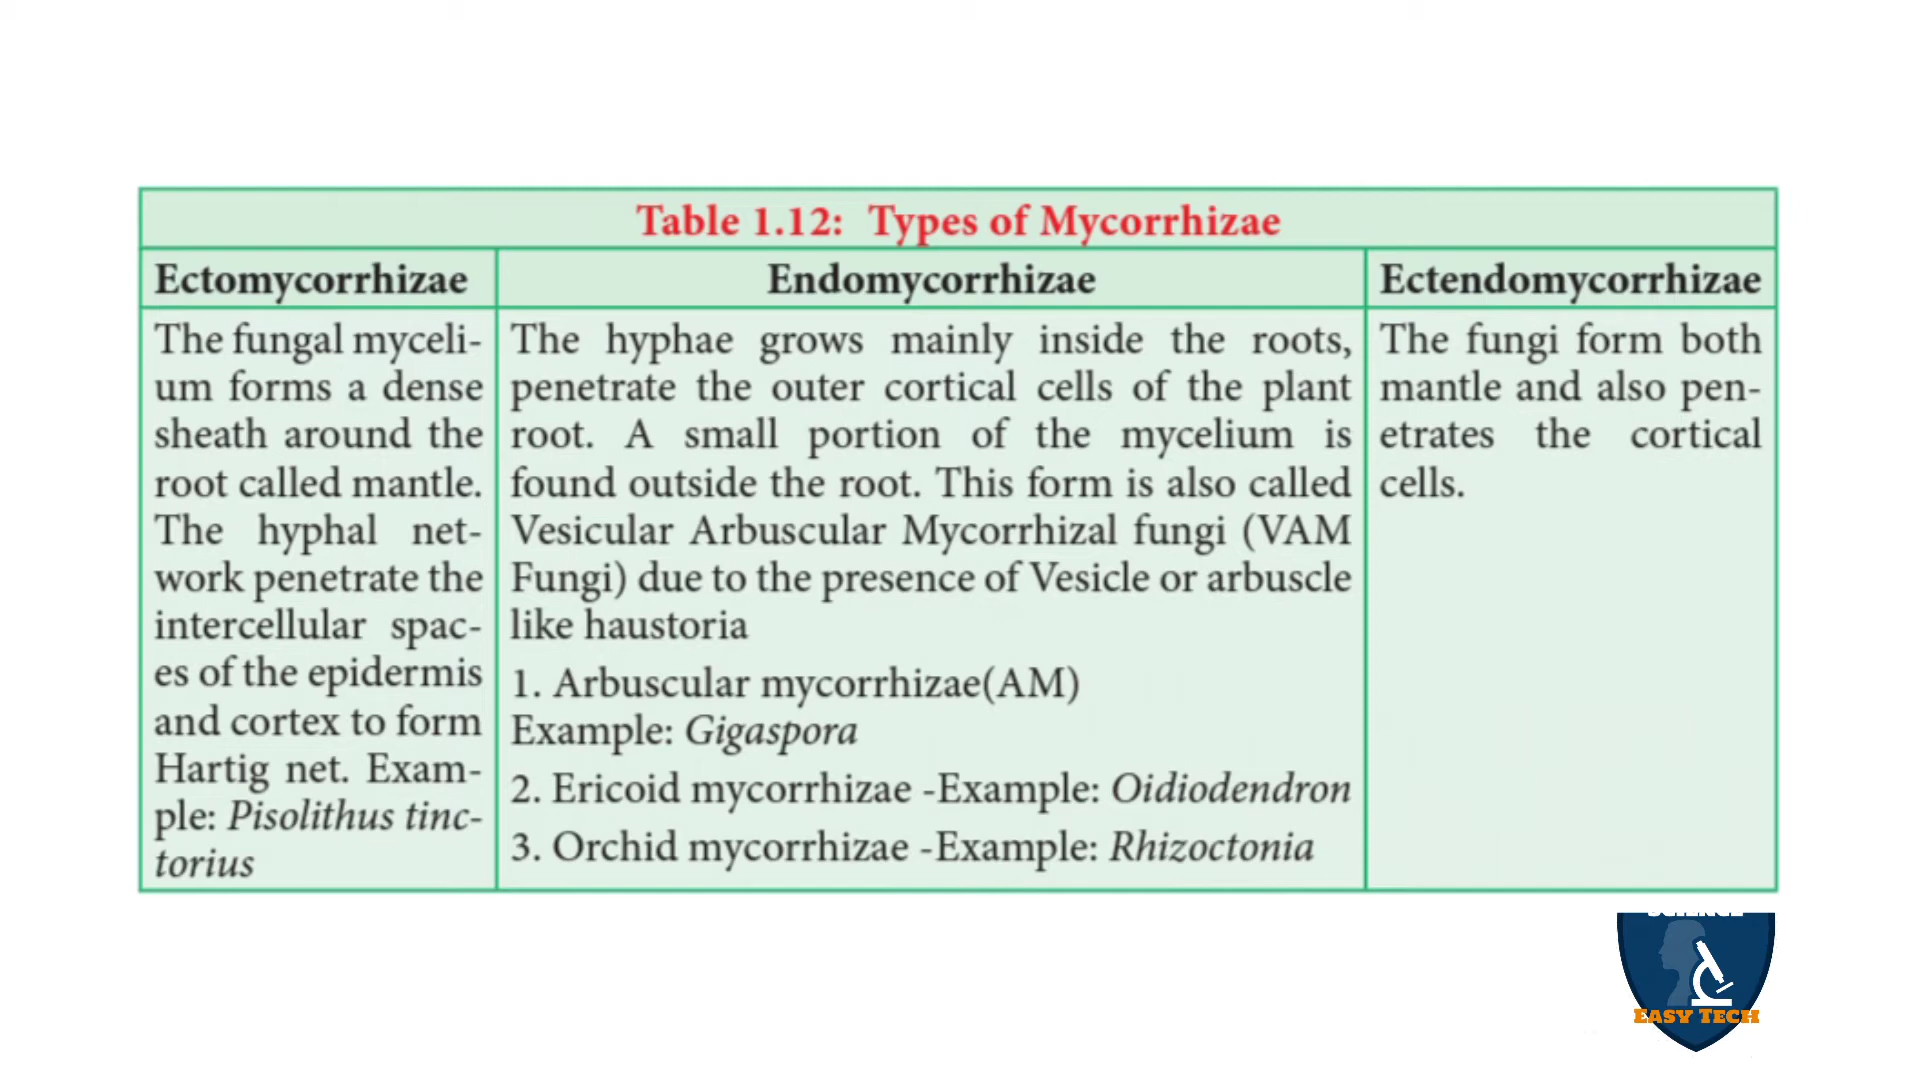 Table 1.12: Types of Mycorrhizae
Ectomycorrhizae
The fungal myceli-
um forms a dense
sheath around the
root called mantle.
The hyphal net-
work penetrate the
intercellular spac-
es of the epidermis
and cortex to form
Hartig net. Exam-
ple: Pisolithus tinc-
torius
Endomycorrhizae
The hyphae grows mainly inside the roots,
penetrate the outer cortical cells of the plant
root. A small portion of the mycelium is
found outside the root. This form is also called
Vesicular Arbuscular Mycorrhizal fungi (VAM
Fungi) due to the presence of Vesicle or arbuscle
like haustoria
1. Arbuscular mycorrhizae(AM)
Example: Gigaspora
2. Ericoid mycorrhizae -Example: Oidiodendron
3. Orchid mycorrhizae -Example: Rhizoctonia
Ectendomycorrhizae
The fungi form both
mantle and also pen-
etrates the cortical
cells.
EASY TECH